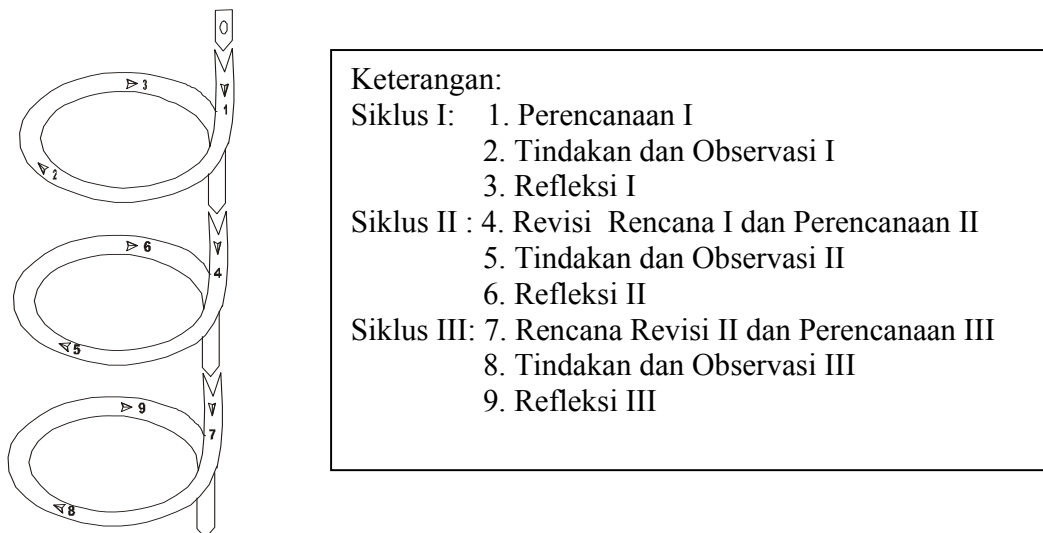 0
3
1
2
6
4
5
9
7
8
Keterangan:
Siklus I: 1. Perencanaan I
2. Tindakan dan Observasi I
3. Refleksi I
Siklus II : 4. Revisi Rencana I dan Perencanaan II
5. Tindakan dan Observasi II
6. Refleksi II
Siklus III: 7. Rencana Revisi II dan Perencanaan III
8. Tindakan dan Observasi III
9. Refleksi III